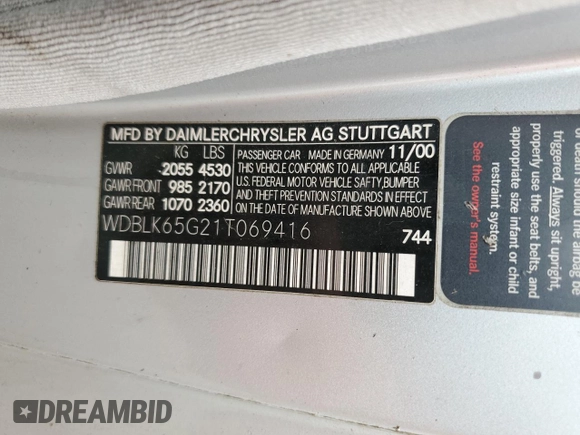 MFD BY DAIMLERCHRYSLER AG STUTTGART
KG LBS
GVWR 2055 4530
GAWR FRONT 985 2170
GAWR REAR 1070 2360
PASSENGER CAR MADE IN GERMANY 11/00
THIS VEHICLE CONFORMS TO ALL APPLICABLE
U.S. FEDERAL MOTOR VEHICLE SAFTY,BUMPER
AND THEFT PREVENTION STANDARDS IN EFFECT
ON THE DATE OF MANUFACTURE
WDBLK65G21T069416
744
triggered.
Always sit upright,
properly use the
seat belts, and
appropriate size infant or child
restraint system.
See the owner's manual.
DREAMBID